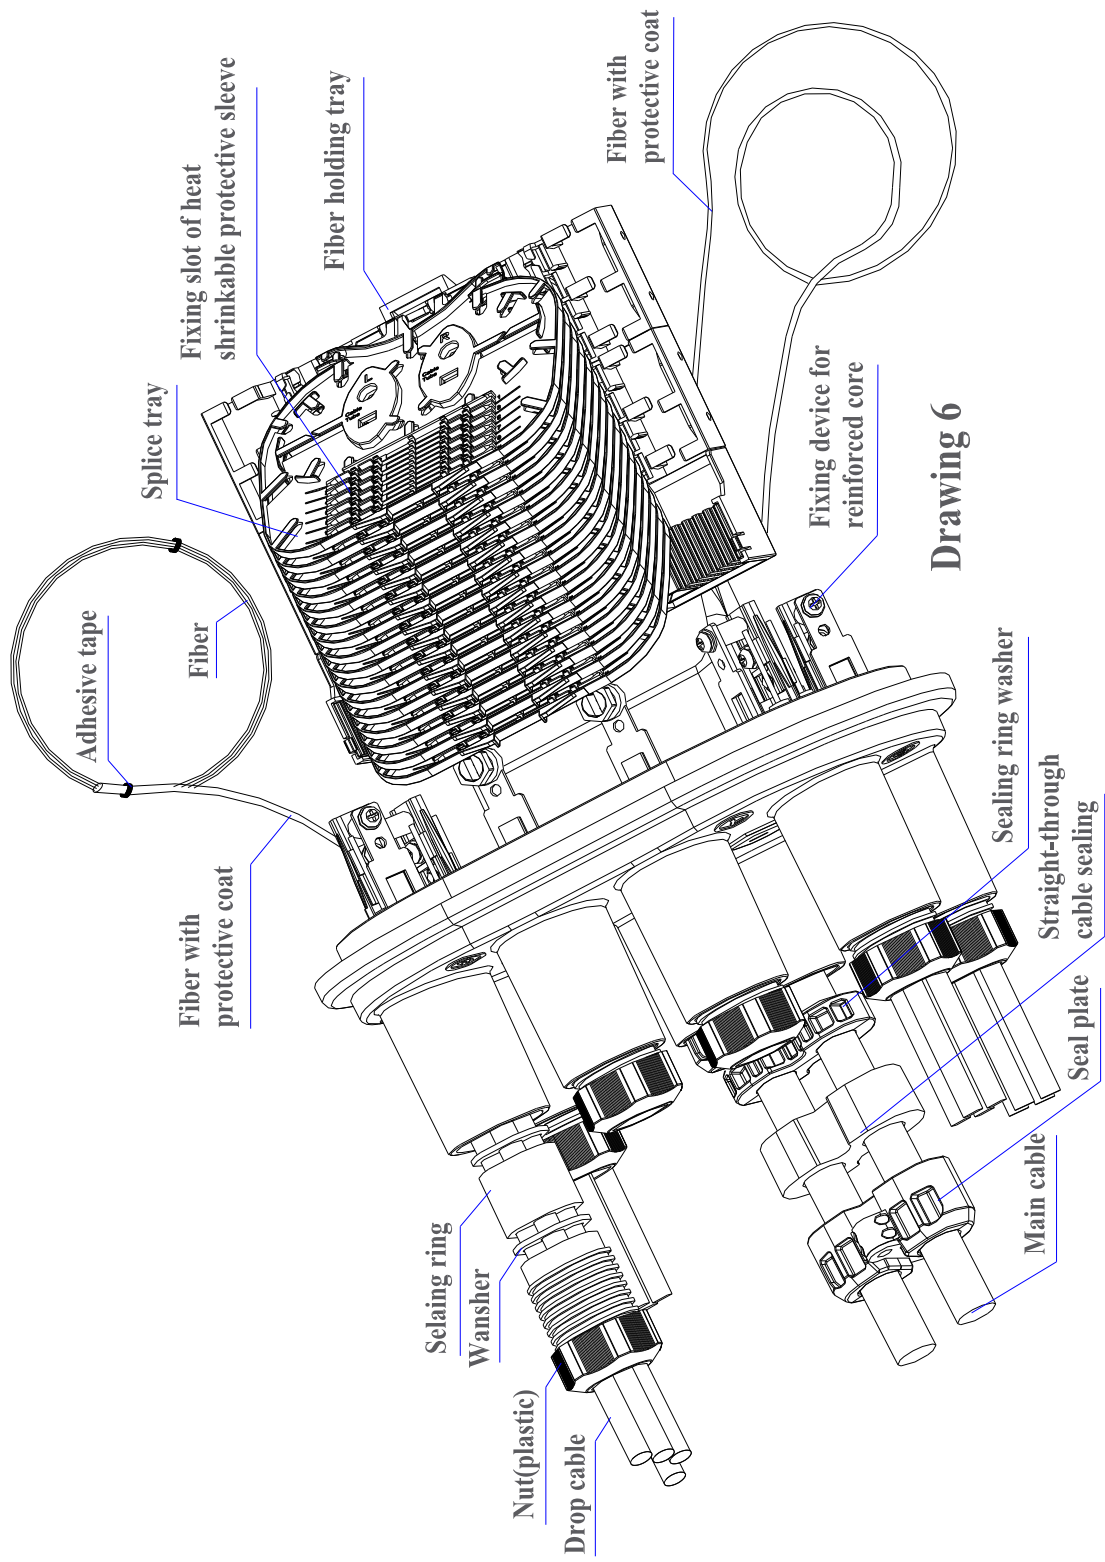 Adhesive tape
Fiber
Splice tray
Fixing slot of heat
shrinkable protective sleeve
Fiber holding tray
Fiber with
protective coat
Fiber with
protective coat
Selaing ring
Wansher
Nut(plastic)
Drop cable
Fixing device for
reinforced core
Drawing 6
Sealing ring washer
Straight-through
cable sealing
Seal plate
Main cable
L
R